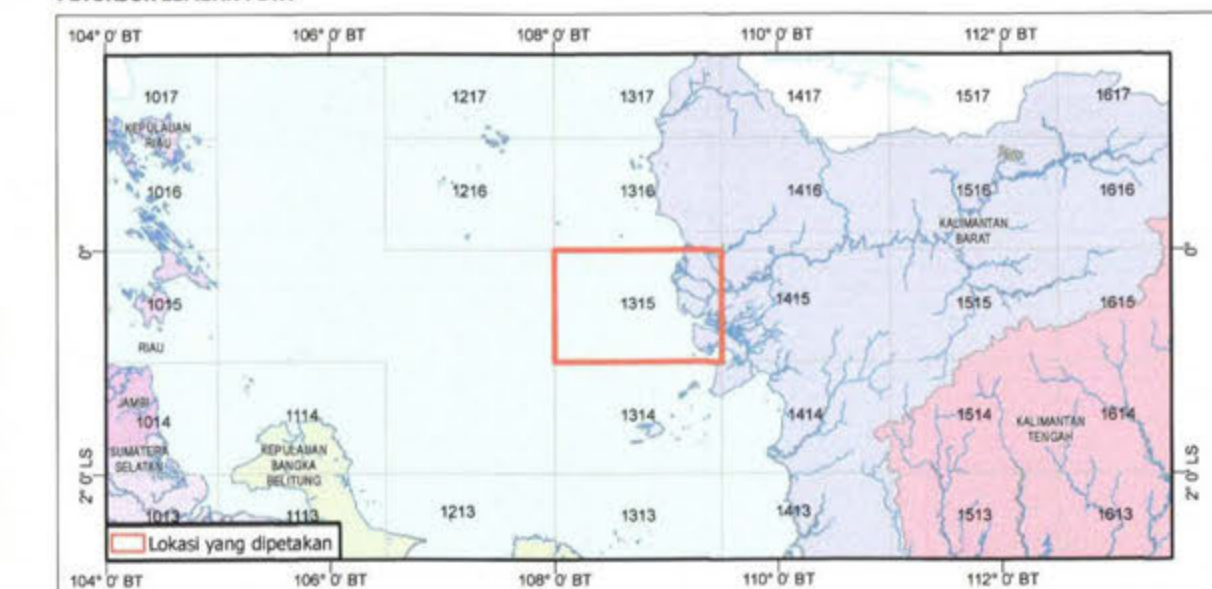 104° 0' BT 106° 0' BT 108° 0' BT 110° 0' BT 112° 0' BT
1017 1217 1317 1417 1517 1617
KEPULAUAN
RIAU
1016 1216 1316 1416 1516 1616
KALIMANTAN
BARAT
0° 0°
1015 1315 1415 1515 1615
RIAU
JAMBI
1014 1114 1314 1414 1514 1614
KALIMANTAN
TENGAH
SUMATERA
SELATAN
KEPULAUAN
BANGKA
BELITUNG
2° 0' LS 2° 0' LS
1013 1113 1213 1313 1413 1513 1613
Lokasi yang dipetakan
104° 0' BT 106° 0' BT 108° 0' BT 110° 0' BT 112° 0' BT